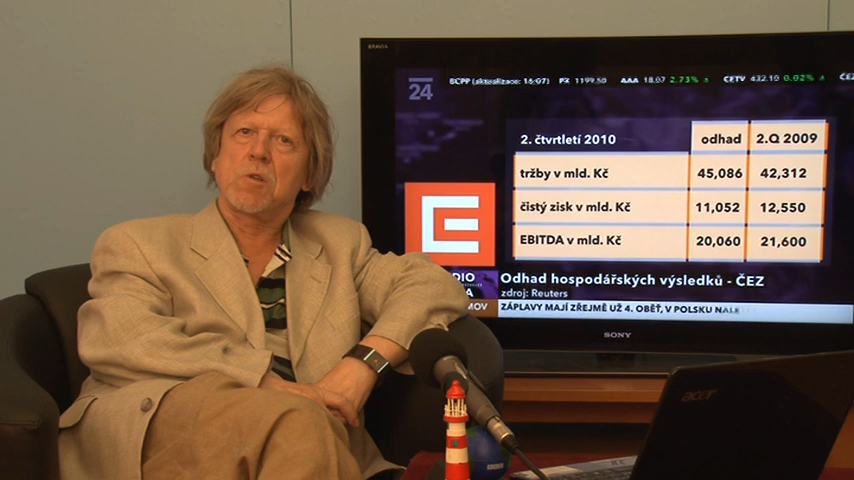 BRAVIA
24
BCPP (aktualizace: 16:07) PX 1199.50 AAA 18.07 2.73% CETV 432.10 0.02% ČEZ
2. čtvrtletí 2010 odhad 2.Q 2009
tržby v mld. Kč 45,086 42,312
čistý zisk v mld. Kč 11,052 12,550
EBITDA v mld. Kč 20,060 21,600
Odhad hospodářských výsledků - ČEZ
zdroj: Reuters
ZÁPLAVY MAJÍ ZŘEJMĚ UŽ 4. OBĚŤ, V POLSKU NALE
SONY
acer